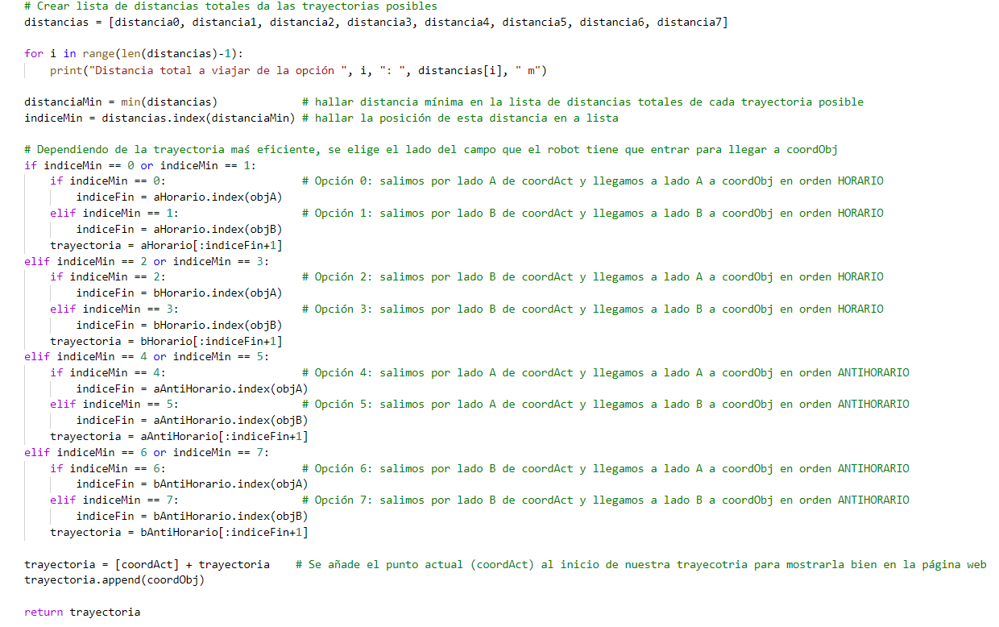 # Crear lista de distancias totales da las trayectorias posibles
distancias = [distancia0, distancia1, distancia2, distancia3, distancia4, distancia5, distancia6, distancia7]
for i in range(len(distancias)-1):
    print("Distancia total a viajar de la opción ", i, ": ", distancias[i], " m")
distanciaMin = min(distancias)             # hallar distancia mínima en la lista de distancias totales de cada trayectoria posible
indiceMin = distancias.index(distanciaMin) # hallar la posición de esta distancia en a lista
# Dependiendo de la trayectoria maś eficiente, se elige el lado del campo que el robot tiene que entrar para llegar a coordObj
if indiceMin == 0 or indiceMin == 1:
    if indiceMin == 0:                     # Opción 0: salimos por lado A de coordAct y llegamos a lado A a coordObj en orden HORARIO
        indiceFin = aHorario.index(objA)
    elif indiceMin == 1:                   # Opción 1: salimos por lado B de coordAct y llegamos a lado B a coordObj en orden HORARIO
        indiceFin = aHorario.index(objB)
    trayectoria = aHorario[:indiceFin+1]
elif indiceMin == 2 or indiceMin == 3:
    if indiceMin == 2:                     # Opción 2: salimos por lado B de coordAct y llegamos a lado A a coordObj en orden HORARIO
        indiceFin = bHorario.index(objA)
    elif indiceMin == 3:                   # Opción 3: salimos por lado B de coordAct y llegamos a lado B a coordObj en orden HORARIO
        indiceFin = bHorario.index(objB)
    trayectoria = bHorario[:indiceFin+1]
elif indiceMin == 4 or indiceMin == 5:
    if indiceMin == 4:                     # Opción 4: salimos por lado A de coordAct y llegamos a lado A a coordObj en orden ANTIHORARIO
        indiceFin = aAntiHorario.index(objA)
    elif indiceMin == 5:                   # Opción 5: salimos por lado A de coordAct y llegamos a lado B a coordObj en orden ANTIHORARIO
        indiceFin = aAntiHorario.index(objB)
    trayectoria = aAntiHorario[:indiceFin+1]
elif indiceMin == 6 or indiceMin == 7:
    if indiceMin == 6:                     # Opción 6: salimos por lado B de coordAct y llegamos a lado A a coordObj en orden ANTIHORARIO
        indiceFin = bAntiHorario.index(objA)
    elif indiceMin == 7:                   # Opción 7: salimos por lado B de coordAct y llegamos a lado B a coordObj en orden ANTIHORARIO
        indiceFin = bAntiHorario.index(objB)
    trayectoria = bAntiHorario[:indiceFin+1]
trayectoria = [coordAct] + trayectoria    # Se añade el punto actual (coordAct) al inicio de nuestra trayecotria para mostrarla bien en la página web
trayectoria.append(coordObj)
return trayectoria